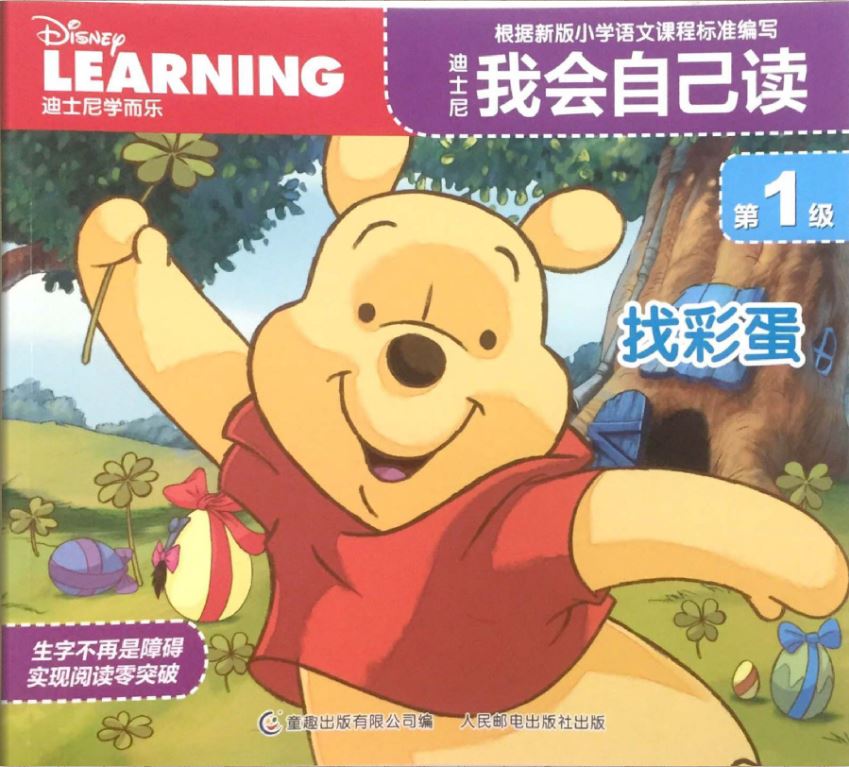 Disney
LEARNING
迪士尼学而乐
根据新版小学语文课程标准编写
迪士尼
我会自己读
第1级
找彩蛋
生字不再是障碍
实现阅读零突破
童趣出版有限公司编 人民邮电出版社出版